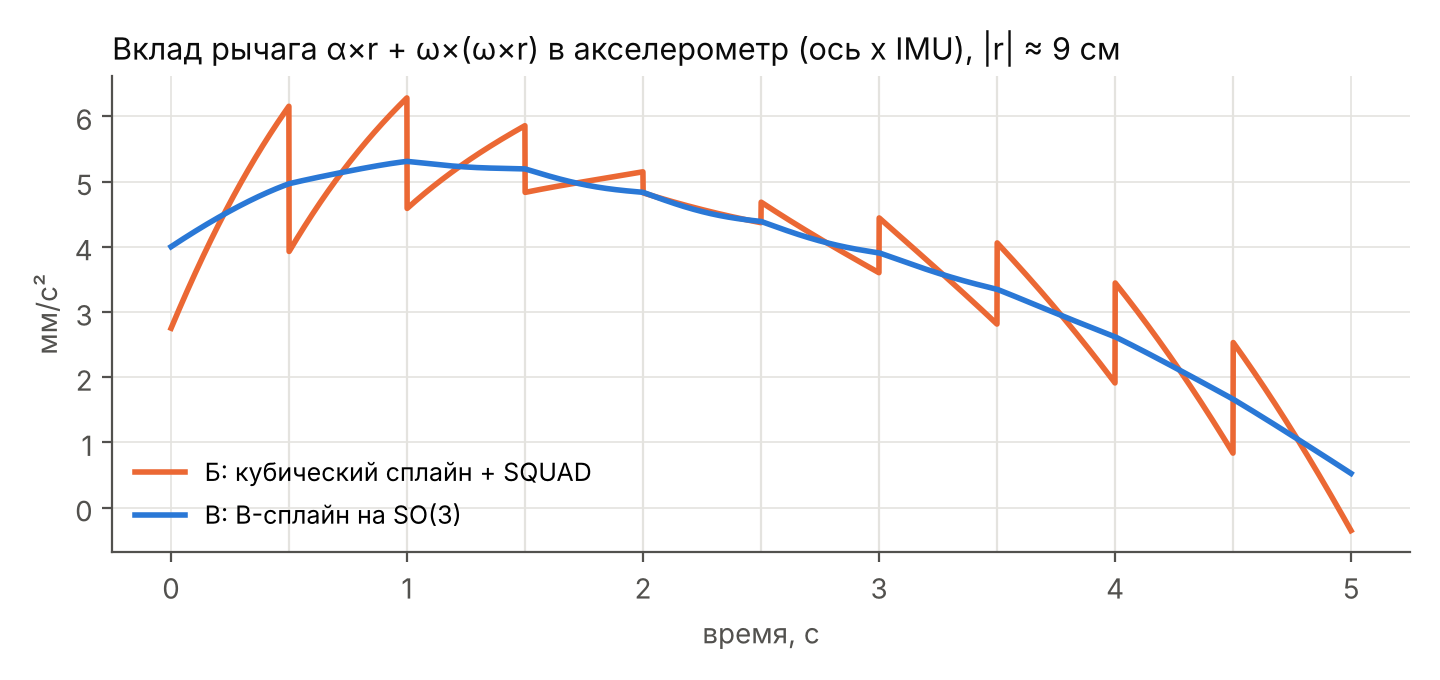 Вклад рычага α×r + ω×(ω×r) в акселерометр (ось x IMU), |r| ≈ 9 см
6
5
4
3
2
1
0
мм/с²
Б: кубический сплайн + SQUAD
В: B-сплайн на SO(3)
0 1 2 3 4 5
время, с